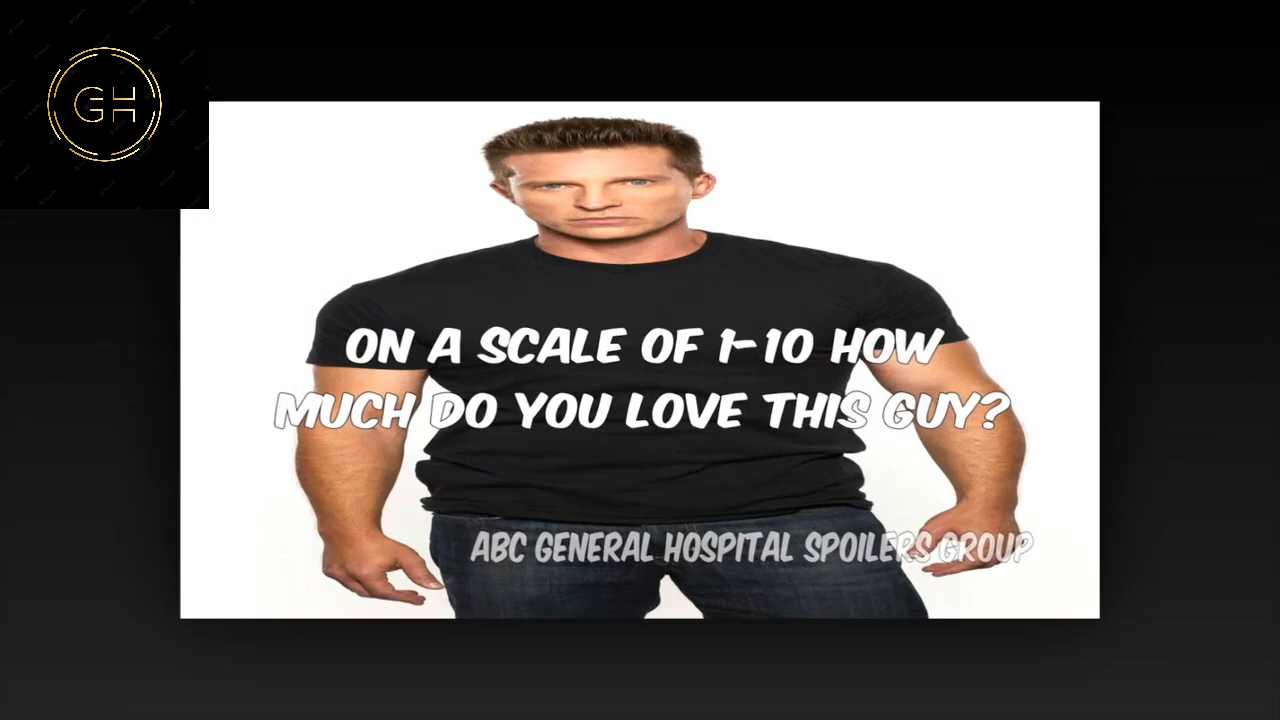 GH
ON A SCALE OF 1-10 HOW
MUCH DO YOU LOVE THIS GUY?
ABC GENERAL HOSPITAL SPOILERS GROUP